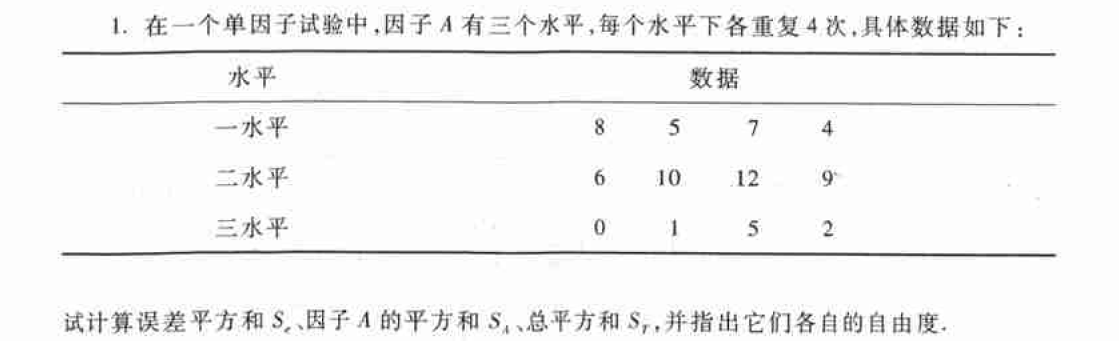 1. 在一个单因子试验中,因子 A 有三个水平,每个水平下各重复 4 次,具体数据如下:
水平 数据
一水平 8 5 7 4
二水平 6 10 12 9
三水平 0 1 5 2
试计算误差平方和 Sₑ、因子 A 的平方和 S_A、总平方和 S_T,并指出它们各自的自由度.